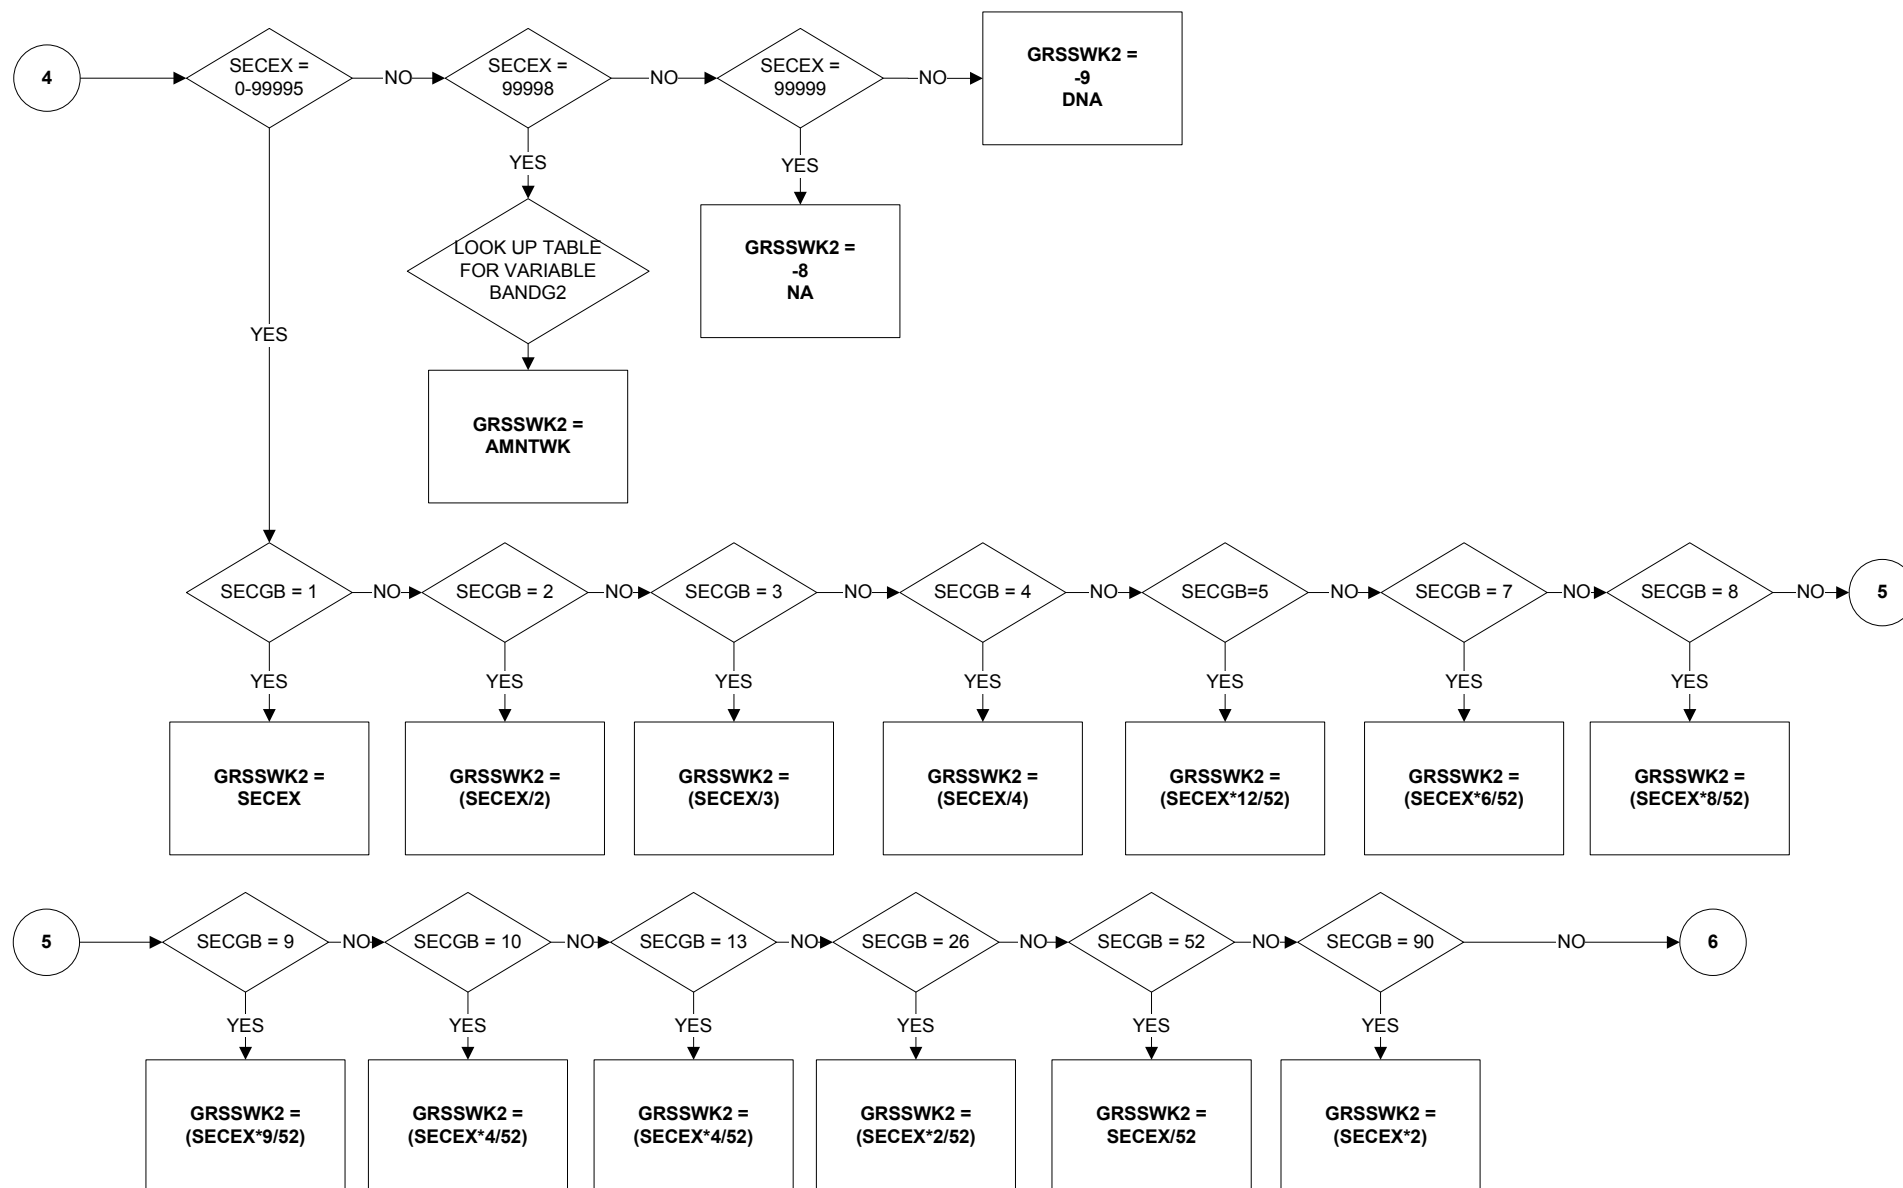 4
SECEX =
0-99995
NO
SECEX =
99998
NO
SECEX =
99999
NO
GRSSWK2 =
-9
DNA
YES
YES
LOOK UP TABLE
FOR VARIABLE
BANDG2
GRSSWK2 =
-8
NA
YES
GRSSWK2 =
AMNTWK
SECGB = 1
NO
SECGB = 2
NO
SECGB = 3
NO
SECGB = 4
NO
SECGB=5
NO
SECGB = 7
NO
SECGB = 8
NO
5
YES
YES
YES
YES
YES
YES
YES
GRSSWK2 =
SECEX
GRSSWK2 =
(SECEX/2)
GRSSWK2 =
(SECEX/3)
GRSSWK2 =
(SECEX/4)
GRSSWK2 =
(SECEX*12/52)
GRSSWK2 =
(SECEX*6/52)
GRSSWK2 =
(SECEX*8/52)
5
SECGB = 9
NO
SECGB = 10
NO
SECGB = 13
NO
SECGB = 26
NO
SECGB = 52
NO
SECGB = 90
NO
6
YES
YES
YES
YES
YES
YES
GRSSWK2 =
(SECEX*9/52)
GRSSWK2 =
(SECEX*4/52)
GRSSWK2 =
(SECEX*4/52)
GRSSWK2 =
(SECEX*2/52)
GRSSWK2 =
SECEX/52
GRSSWK2 =
(SECEX*2)